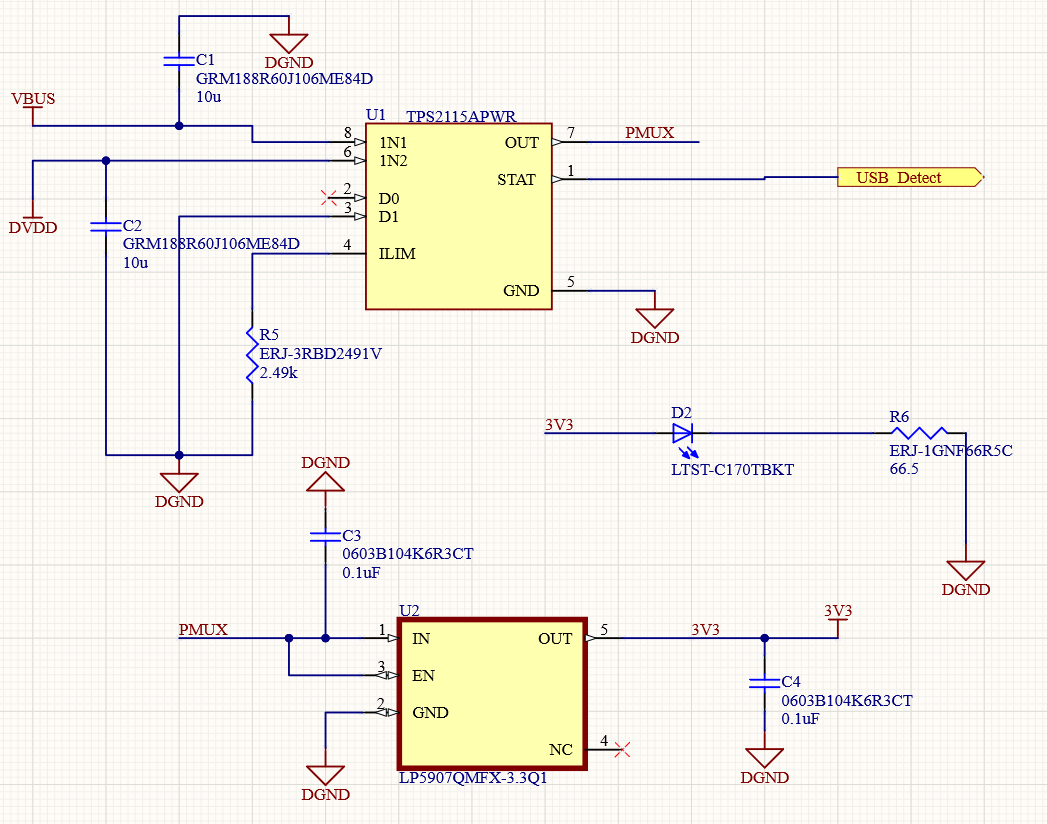 C1
GRM188R60J106ME84D
10u
DGND
VBUS
U1 TPS2115APWR
8 1N1
6 1N2
2 D0
3 D1
4 ILIM
OUT 7 PMUX
STAT 1
USB_Detect
GND 5
DGND
DVDD
C2
GRM188R60J106ME84D
10u
R5
ERJ-3RBD2491V
2.49k
DGND
3V3
D2
LTST-C170TBKT
R6
ERJ-1GNF66R5C
66.5
DGND
DGND
C3
0603B104K6R3CT
0.1uF
U2
PMUX
1 IN
3 EN
2 GND
OUT 5
3V3
3V3
NC 4
LP5907QMFX-3.3Q1
DGND
C4
0603B104K6R3CT
0.1uF
DGND